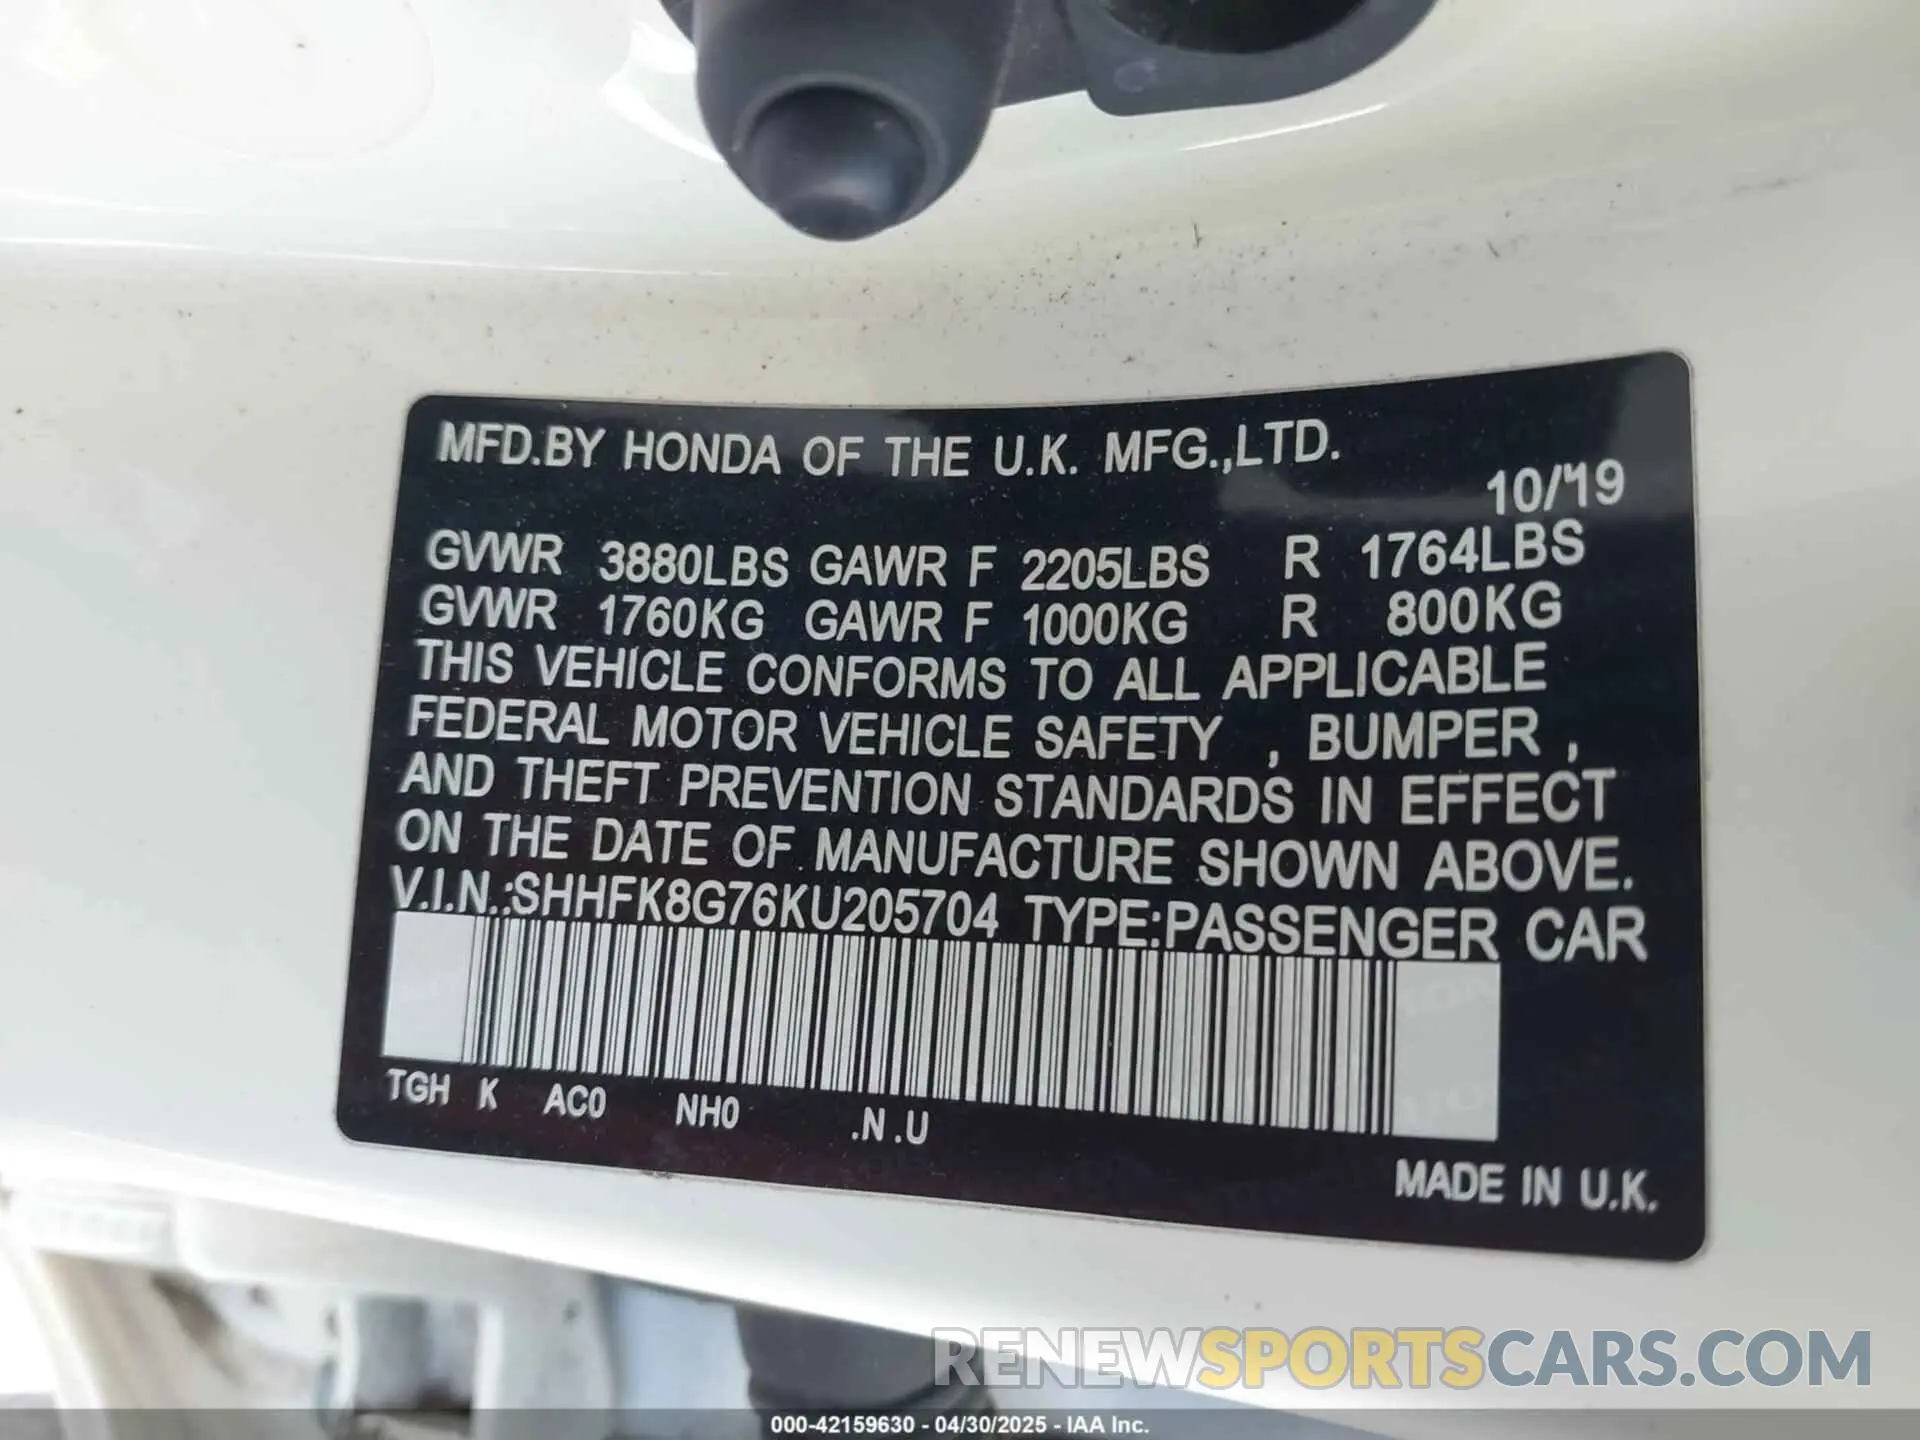 MFD.BY HONDA OF THE U.K. MFG.,LTD.
10/'19
GVWR 3880LBS GAWR F 2205LBS R 1764LBS
GVWR 1760KG GAWR F 1000KG R 800KG
THIS VEHICLE CONFORMS TO ALL APPLICABLE
FEDERAL MOTOR VEHICLE SAFETY , BUMPER ,
AND THEFT PREVENTION STANDARDS IN EFFECT
ON THE DATE OF MANUFACTURE SHOWN ABOVE.
V.I.N.:SHHFK8G76KU205704 TYPE:PASSENGER CAR
TGH K AC0 NH0 .N .U
MADE IN U.K.
RENEWSPORTSCARS.COM
000-42159630 - 04/30/2025 - IAA Inc.